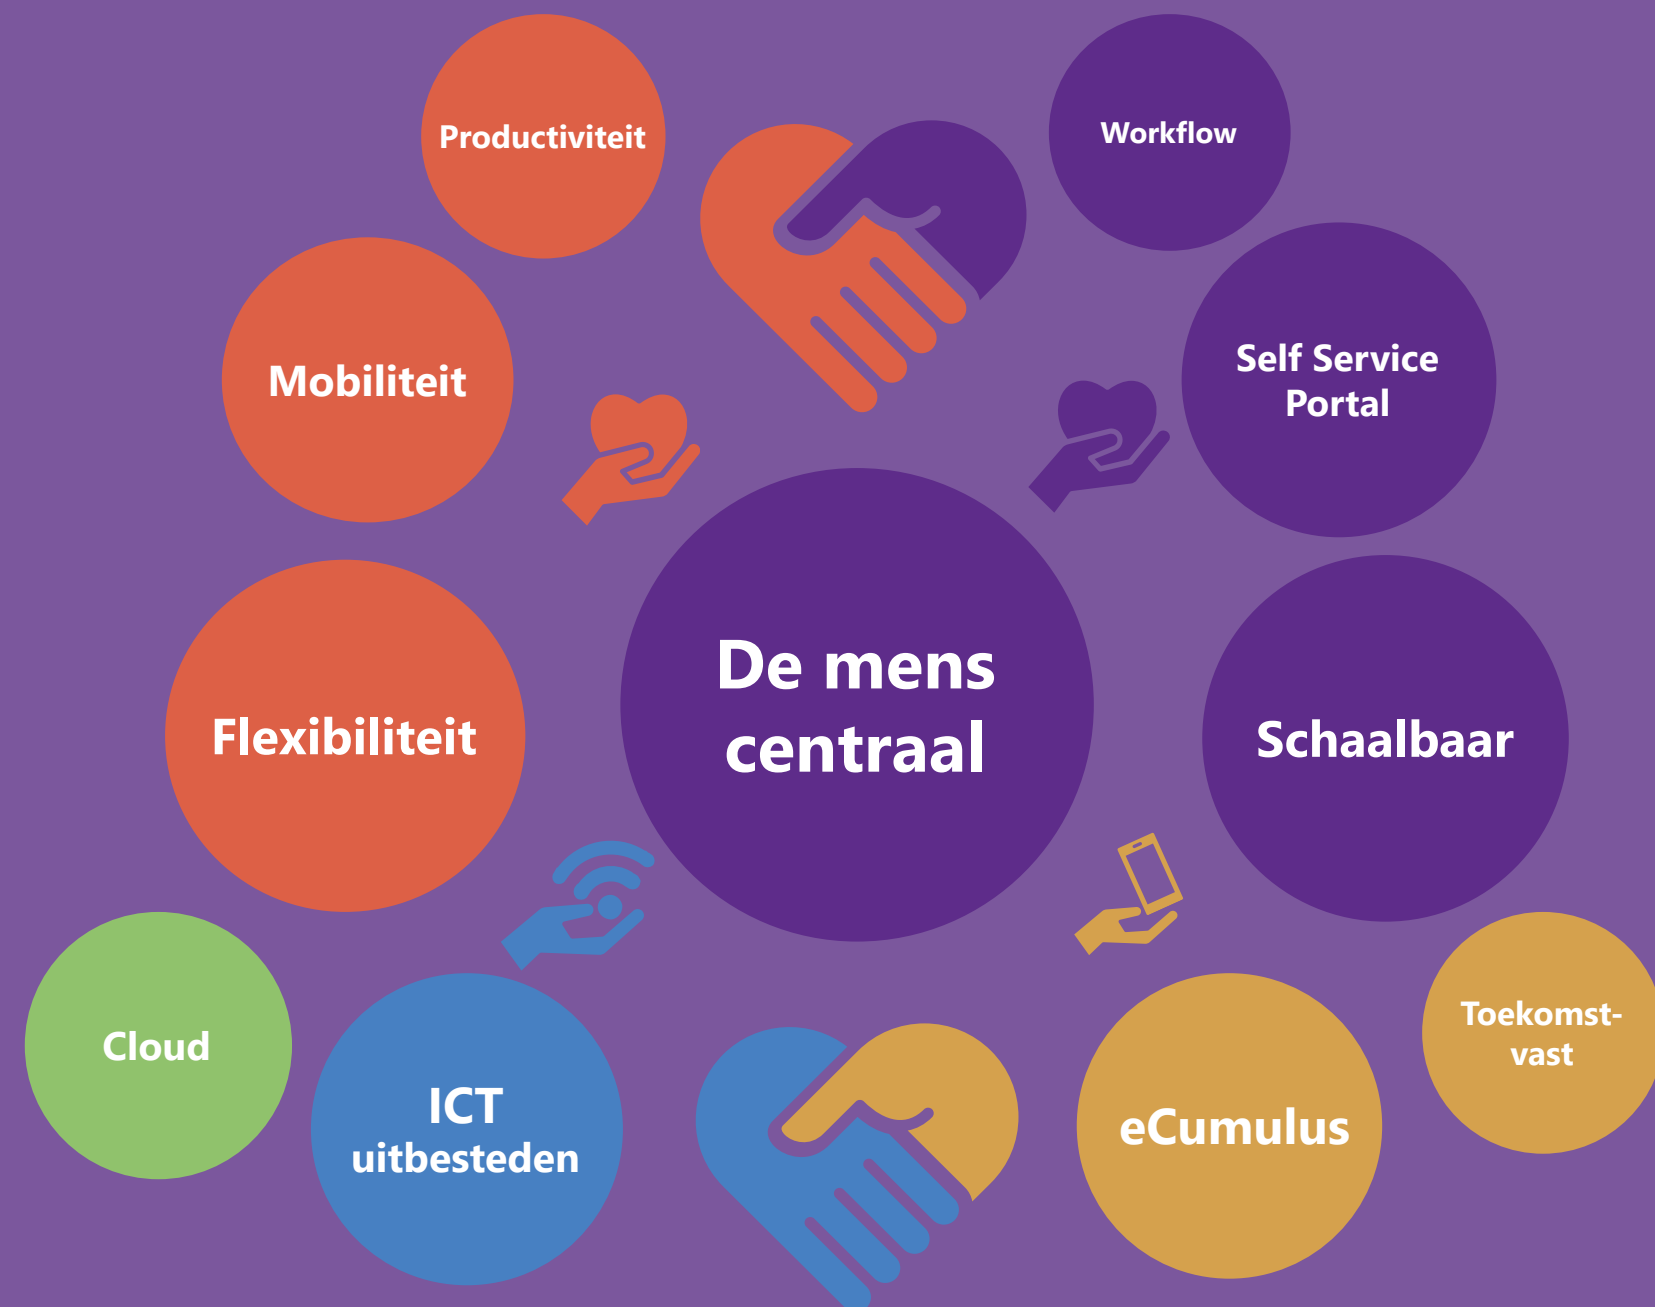 Productiviteit
Workflow
Mobiliteit
Self Service
Portal
De mens
centraal
Flexibiliteit
Schaalbaar
Cloud
ICT
uitbesteden
eCumulus
Toekomst-
vast